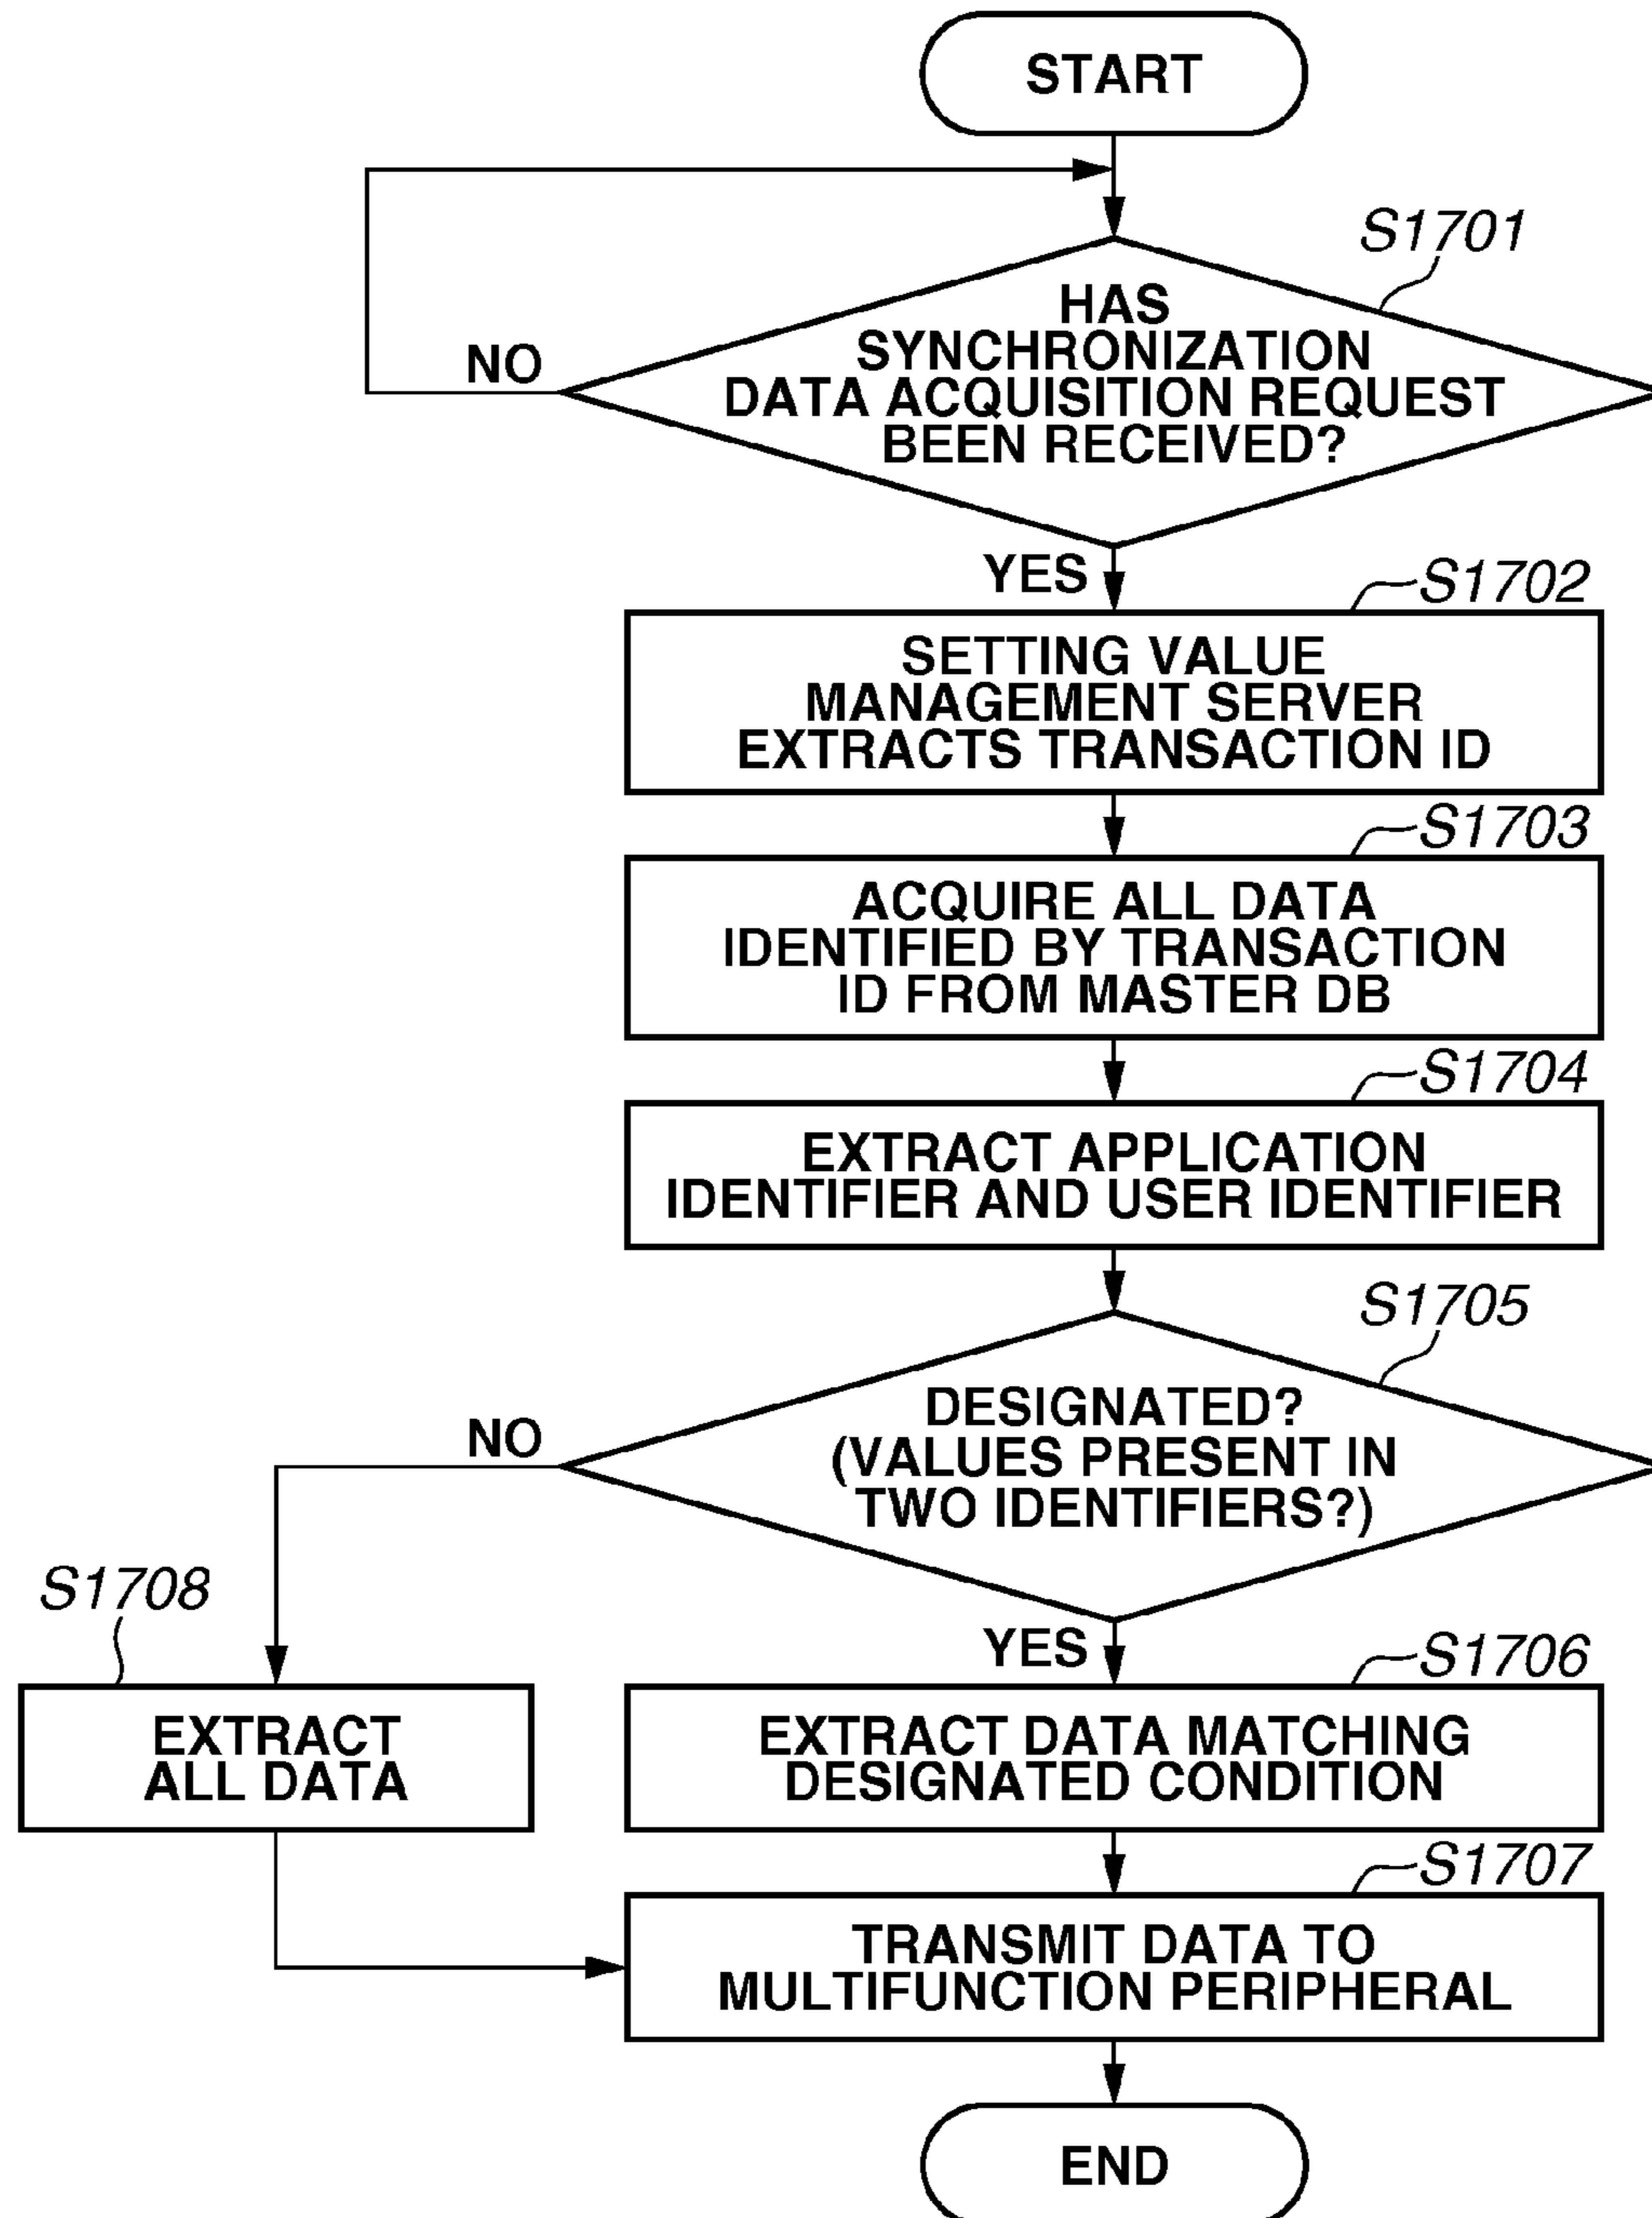 START
S1701
HAS
SYNCHRONIZATION
DATA ACQUISITION REQUEST
BEEN RECEIVED?
NO
YES
S1702
SETTING VALUE
MANAGEMENT SERVER
EXTRACTS TRANSACTION ID
S1703
ACQUIRE ALL DATA
IDENTIFIED BY TRANSACTION
ID FROM MASTER DB
S1704
EXTRACT APPLICATION
IDENTIFIER AND USER IDENTIFIER
S1705
DESIGNATED?
(VALUES PRESENT IN
TWO IDENTIFIERS?)
NO
YES
S1708
EXTRACT
ALL DATA
S1706
EXTRACT DATA MATCHING
DESIGNATED CONDITION
S1707
TRANSMIT DATA TO
MULTIFUNCTION PERIPHERAL
END